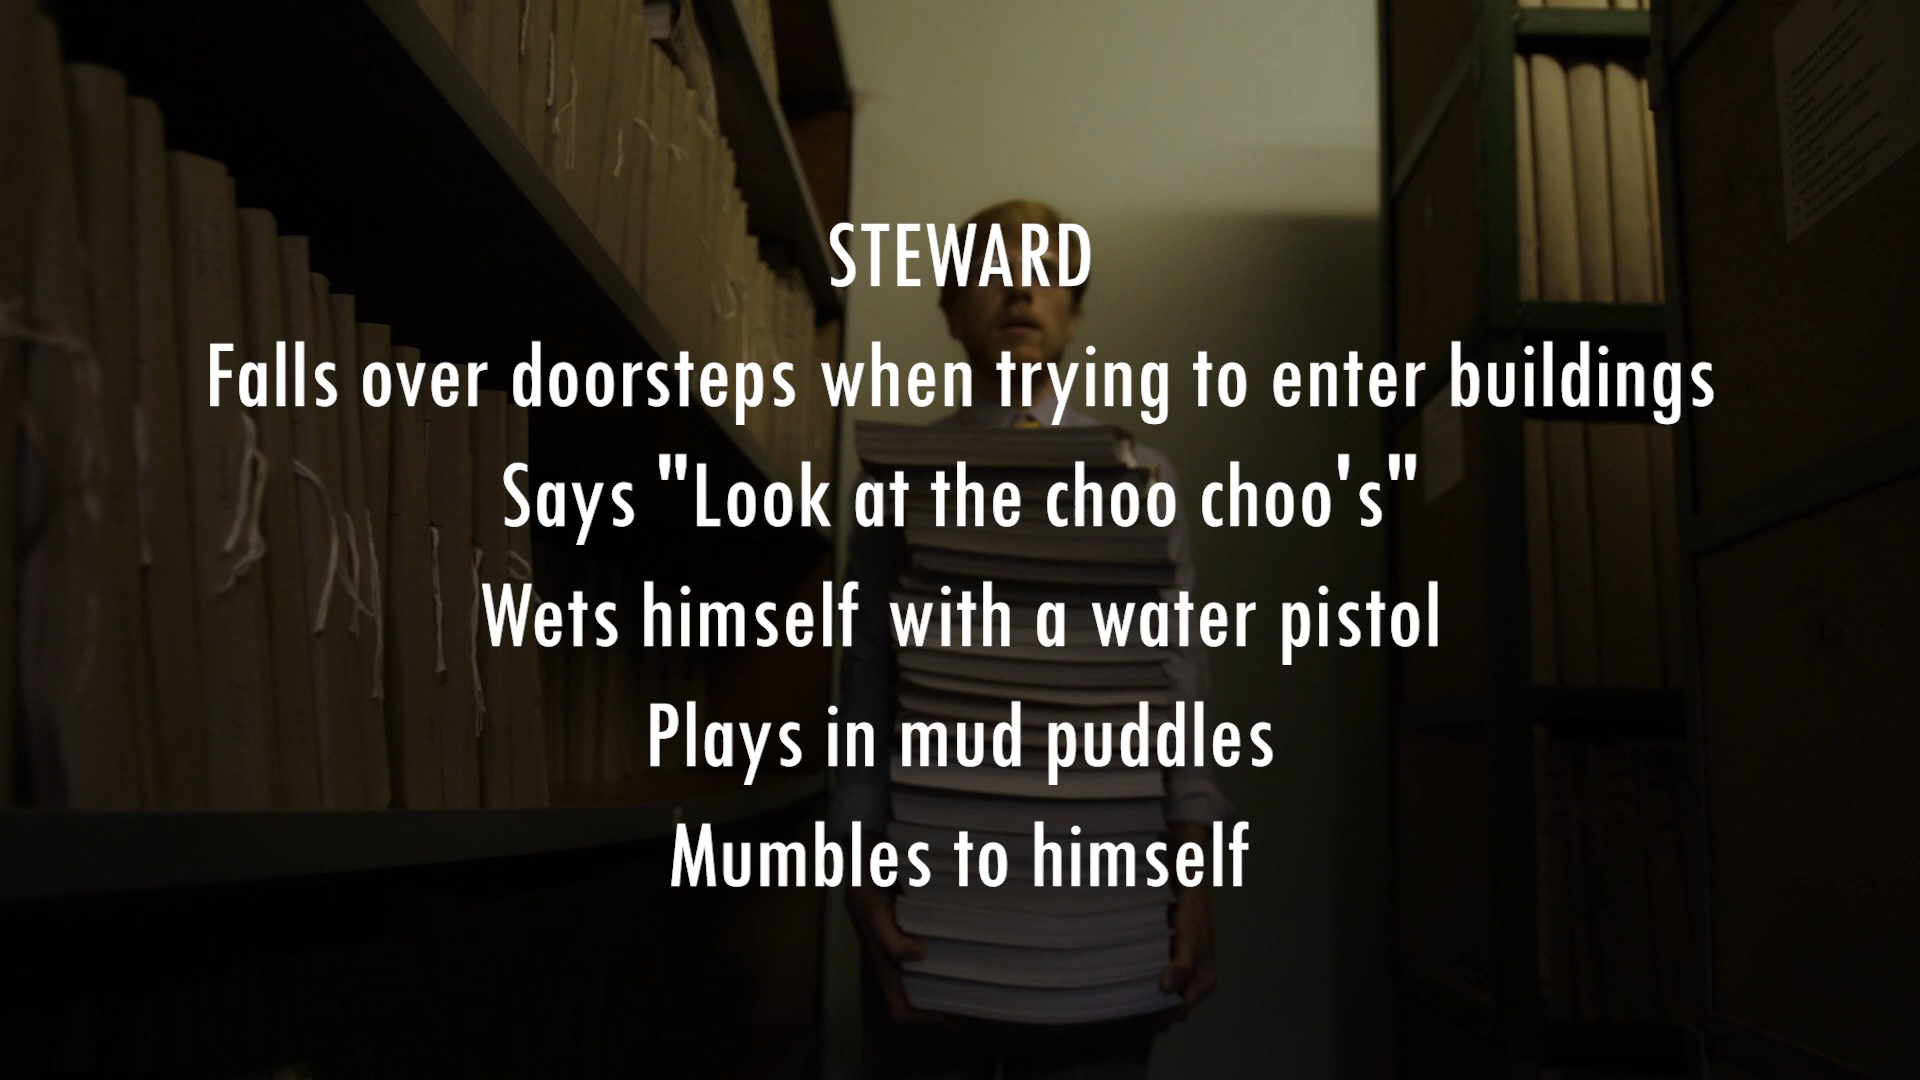 STEWARD
Falls over doorsteps when trying to enter buildings
Says "Look at the choo choo's"
Wets himself with a water pistol
Plays in mud puddles
Mumbles to himself